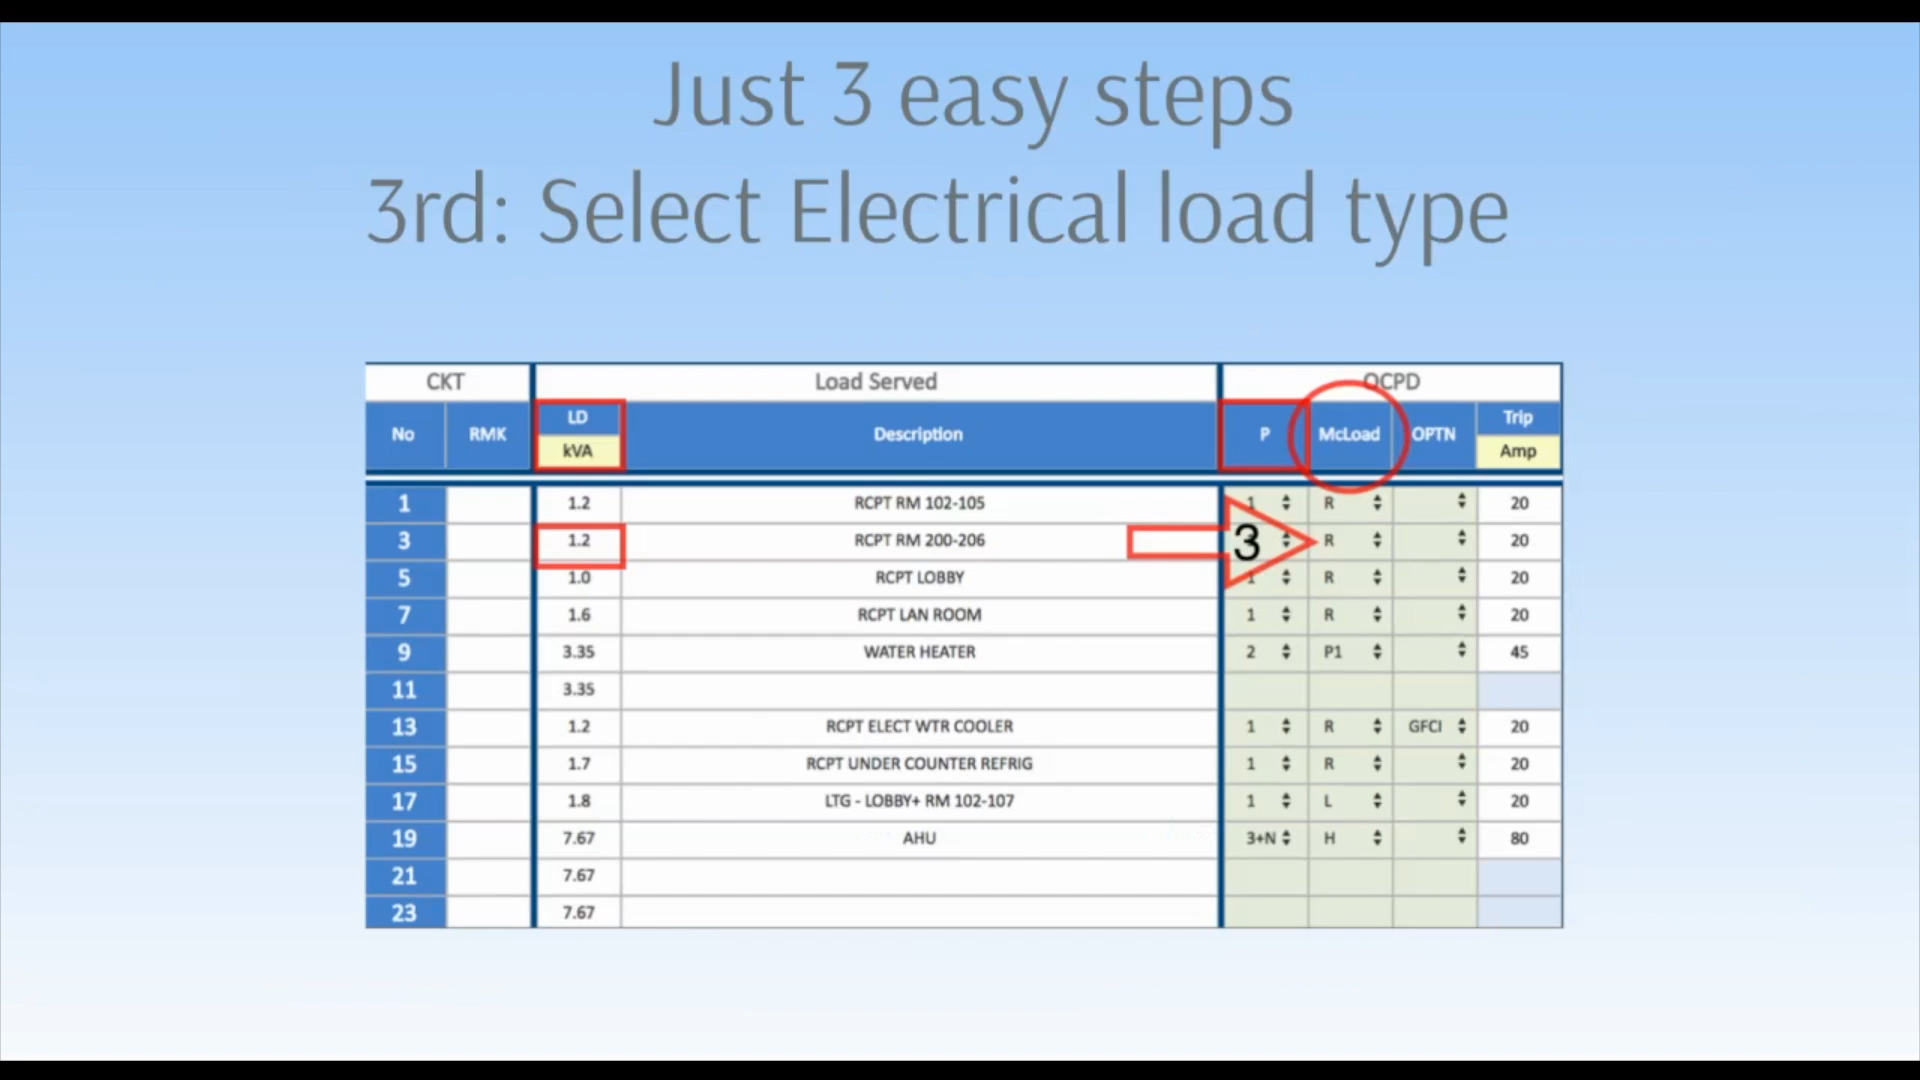 Just 3 easy steps
3rd: Select Electrical load type
CKT Load Served OCPD
No RMK LD kVA Description P McLoad OPTN Trip Amp
1 1.2 RCPT RM 102-105 1 R 20
3 1.2 RCPT RM 200-206 3 R 20
5 1.0 RCPT LOBBY 1 R 20
7 1.6 RCPT LAN ROOM 1 R 20
9 3.35 WATER HEATER 2 P1 45
11 3.35
13 1.2 RCPT ELECT WTR COOLER 1 R GFCI 20
15 1.7 RCPT UNDER COUNTER REFRIG 1 R 20
17 1.8 LTG - LOBBY+ RM 102-107 1 L 20
19 7.67 AHU 3+N H 80
21 7.67
23 7.67